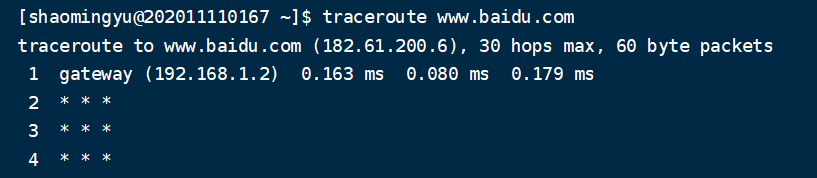 [shaomingyu@202011110167 ~]$ traceroute www.baidu.com
traceroute to www.baidu.com (182.61.200.6), 30 hops max, 60 byte packets
 1  gateway (192.168.1.2)  0.163 ms  0.080 ms  0.179 ms
 2  * * *
 3  * * *
 4  * * *